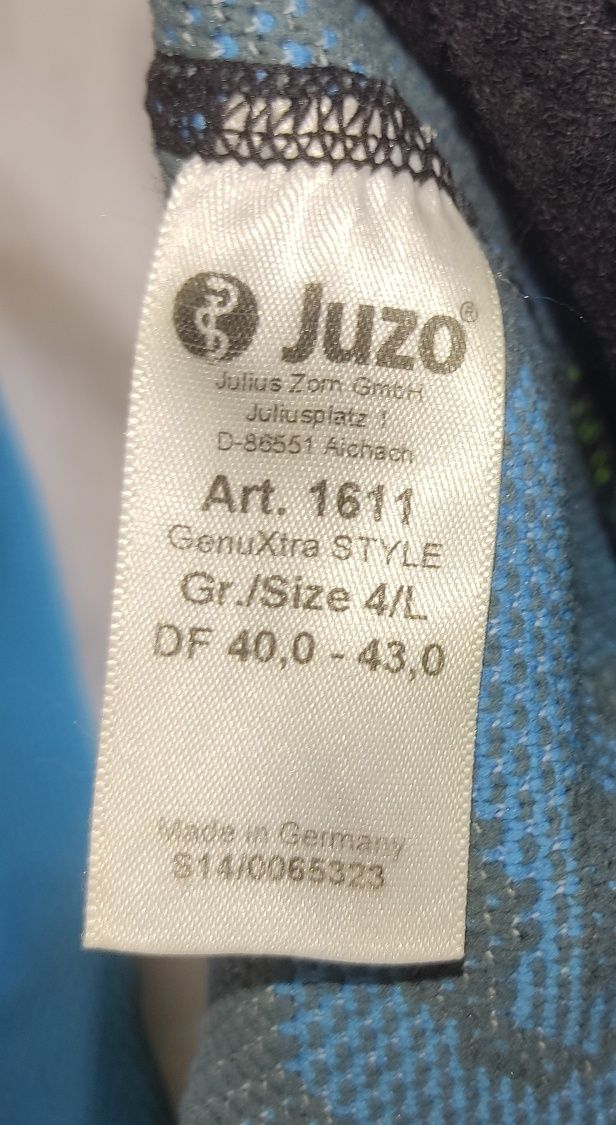 Juzo®
Julius Zorn GmbH
Juliusplatz 1
D-86551 Aichach
Art. 1611
GenuXtra STYLE
Gr./Size 4/L
DF 40,0 - 43,0
Made in Germany
S14/0065323